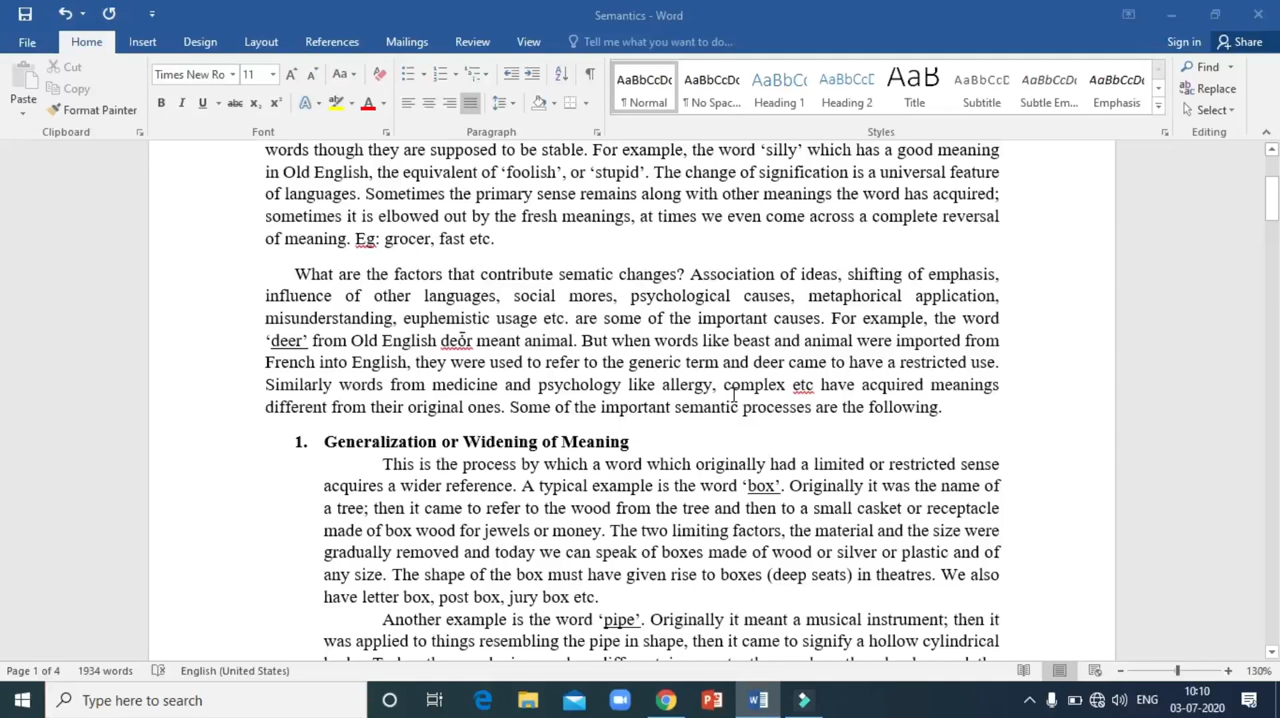 Semantics - Word
File Home Insert Design Layout References Mailings Review View Tell me what you want to do... Sign in Share
Cut
Copy
Format Painter
Paste
Clipboard
Times New Ro 11
Font
Paragraph
AaBbCcDc AaBbCcDc AaBbCc AaBbCcE AaB AaBbCcD AaBbCcDc AaBbCcDc
¶ Normal ¶ No Spac... Heading 1 Heading 2 Title Subtitle Subtle Em... Emphasis
Styles
Find
Replace
Select
Editing
words though they are supposed to be stable. For example, the word ‘silly’ which has a good meaning
in Old English, the equivalent of ‘foolish’, or ‘stupid’. The change of signification is a universal feature
of languages. Sometimes the primary sense remains along with other meanings the word has acquired;
sometimes it is elbowed out by the fresh meanings, at times we even come across a complete reversal
of meaning. Eg: grocer, fast etc.
What are the factors that contribute sematic changes? Association of ideas, shifting of emphasis,
influence of other languages, social mores, psychological causes, metaphorical application,
misunderstanding, euphemistic usage etc. are some of the important causes. For example, the word
‘deer’ from Old English deōr meant animal. But when words like beast and animal were imported from
French into English, they were used to refer to the generic term and deer came to have a restricted use.
Similarly words from medicine and psychology like allergy, complex etc have acquired meanings
different from their original ones. Some of the important semantic processes are the following.
1. Generalization or Widening of Meaning
This is the process by which a word which originally had a limited or restricted sense
acquires a wider reference. A typical example is the word ‘box’. Originally it was the name of
a tree; then it came to refer to the wood from the tree and then to a small casket or receptacle
made of box wood for jewels or money. The two limiting factors, the material and the size were
gradually removed and today we can speak of boxes made of wood or silver or plastic and of
any size. The shape of the box must have given rise to boxes (deep seats) in theatres. We also
have letter box, post box, jury box etc.
Another example is the word ‘pipe’. Originally it meant a musical instrument; then it
was applied to things resembling the pipe in shape, then it came to signify a hollow cylindrical
Page 1 of 4 1934 words English (United States) 130%
Type here to search
ENG
10:10
03-07-2020